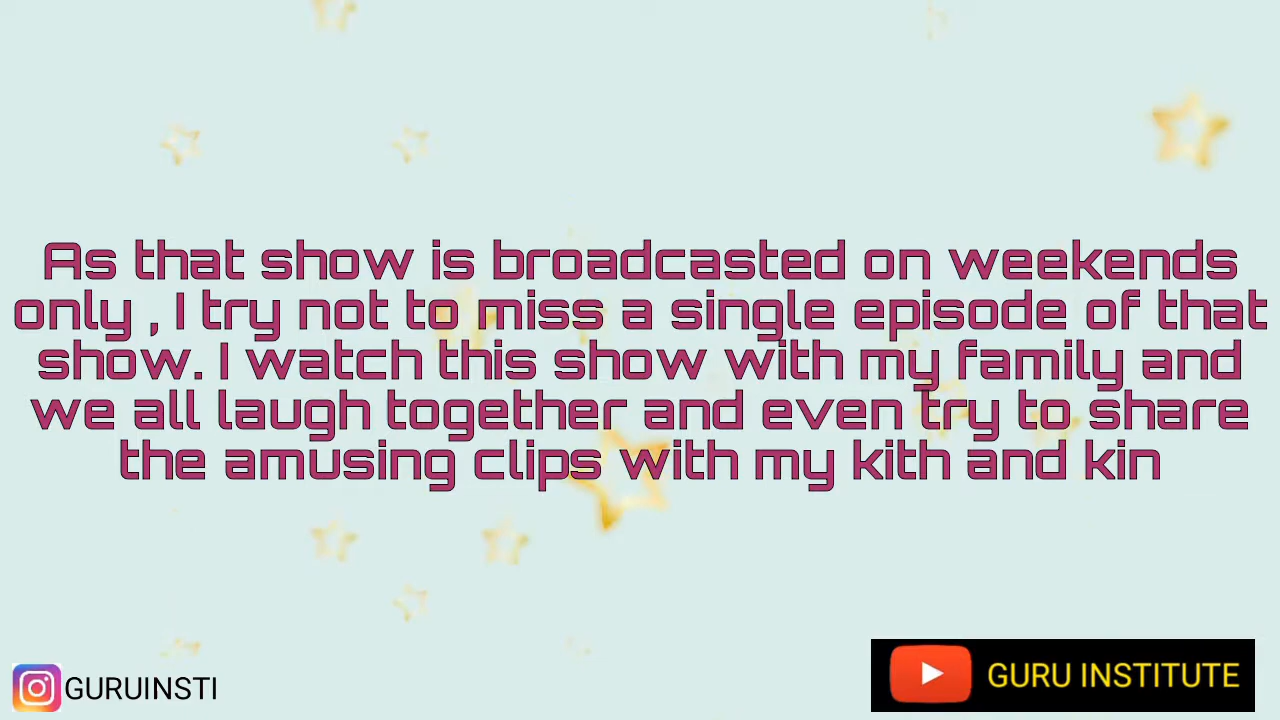 As that show is broadcasted on weekends
only , I try not to miss a single episode of that
show. I watch this show with my family and
we all laugh together and even try to share
the amusing clips with my kith and kin
GURUINSTI
GURU INSTITUTE